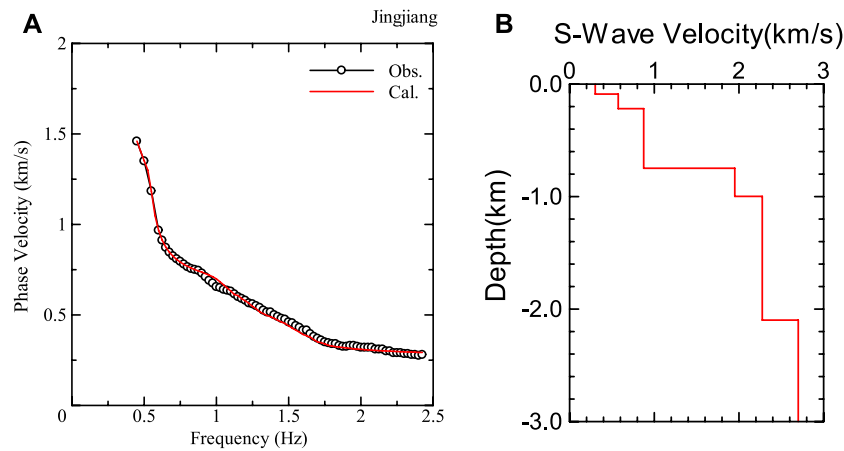 A
Jingjiang
2
1.5
1
0.5
0
0.5
1
1.5
2
2.5
Phase Velocity (km/s)
Frequency (Hz)
Obs.
Cal.
B
S-Wave Velocity(km/s)
0
1
2
3
0.0
-1.0
-2.0
-3.0
Depth(km)